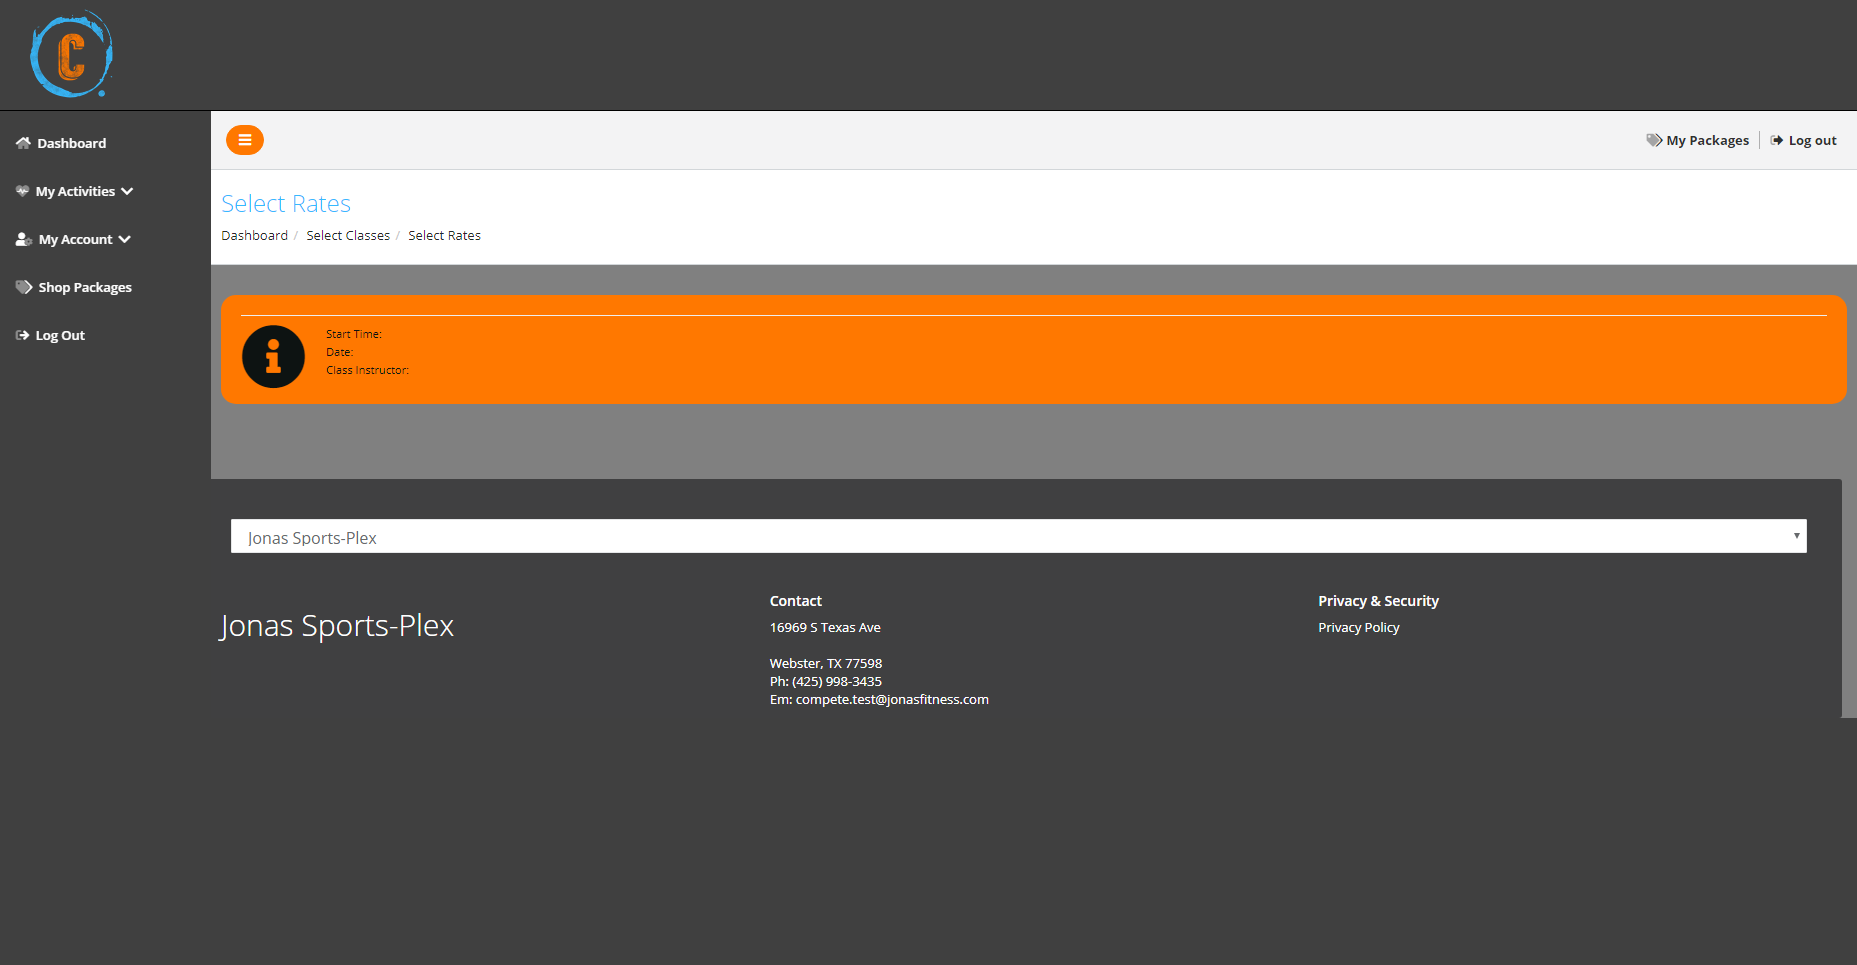 C
Dashboard
My Activities
My Account
Shop Packages
Log Out
My Packages
Log out
Select Rates
Dashboard / Select Classes / Select Rates
Start Time:
Date:
Class Instructor:
Jonas Sports-Plex
Jonas Sports-Plex
Contact
16969 S Texas Ave
Webster, TX 77598
Ph: (425) 998-3435
Em: compete.test@jonasfitness.com
Privacy & Security
Privacy Policy